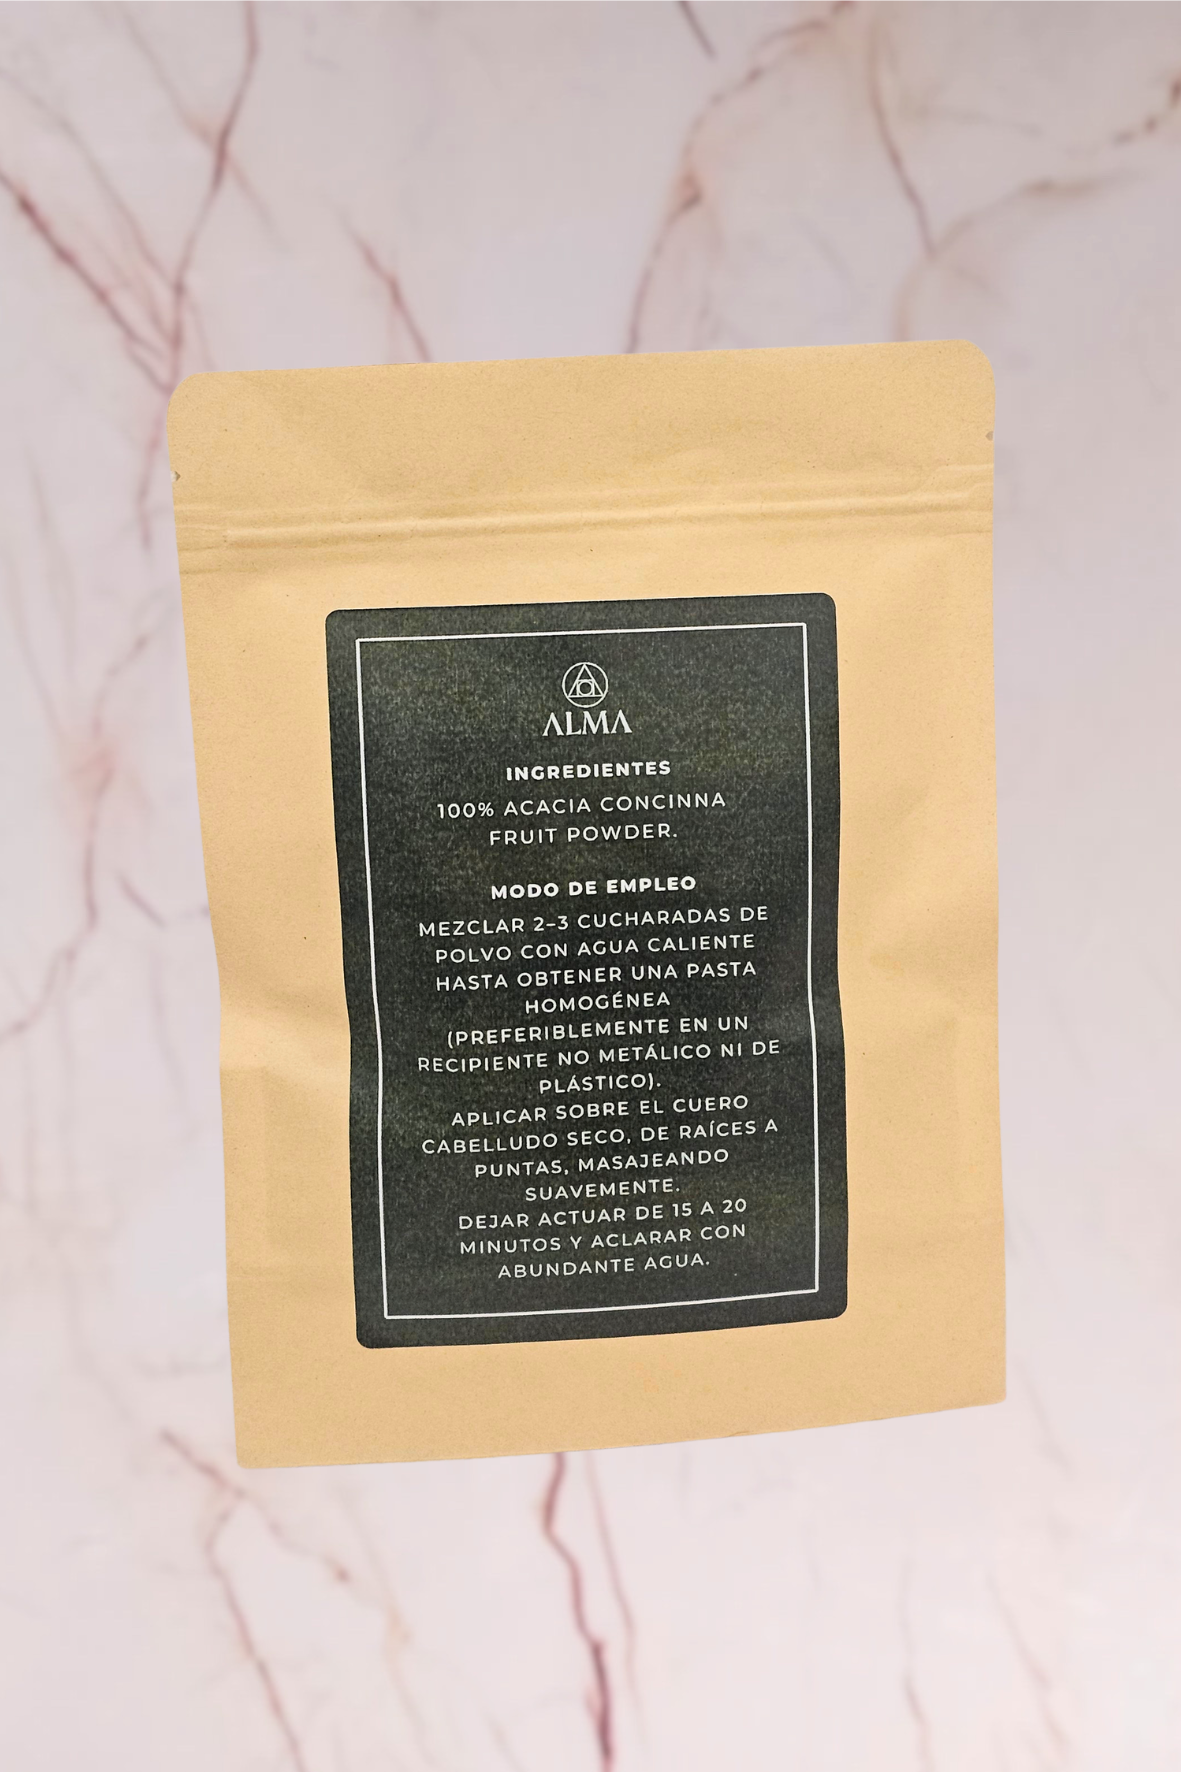 ALMA
INGREDIENTES
100% ACACIA CONCINNA
FRUIT POWDER.
MODO DE EMPLEO
MEZCLAR 2-3 CUCHARADAS DE
POLVO CON AGUA CALIENTE
HASTA OBTENER UNA PASTA
HOMOGÉNEA
(PREFERIBLEMENTE EN UN
RECIPIENTE NO METÁLICO NI DE
PLÁSTICO).
APLICAR SOBRE EL CUERO
CABELLUDO SECO, DE RAÍCES A
PUNTAS, MASAJEANDO
SUAVEMENTE.
DEJAR ACTUAR DE 15 A 20
MINUTOS Y ACLARAR CON
ABUNDANTE AGUA.